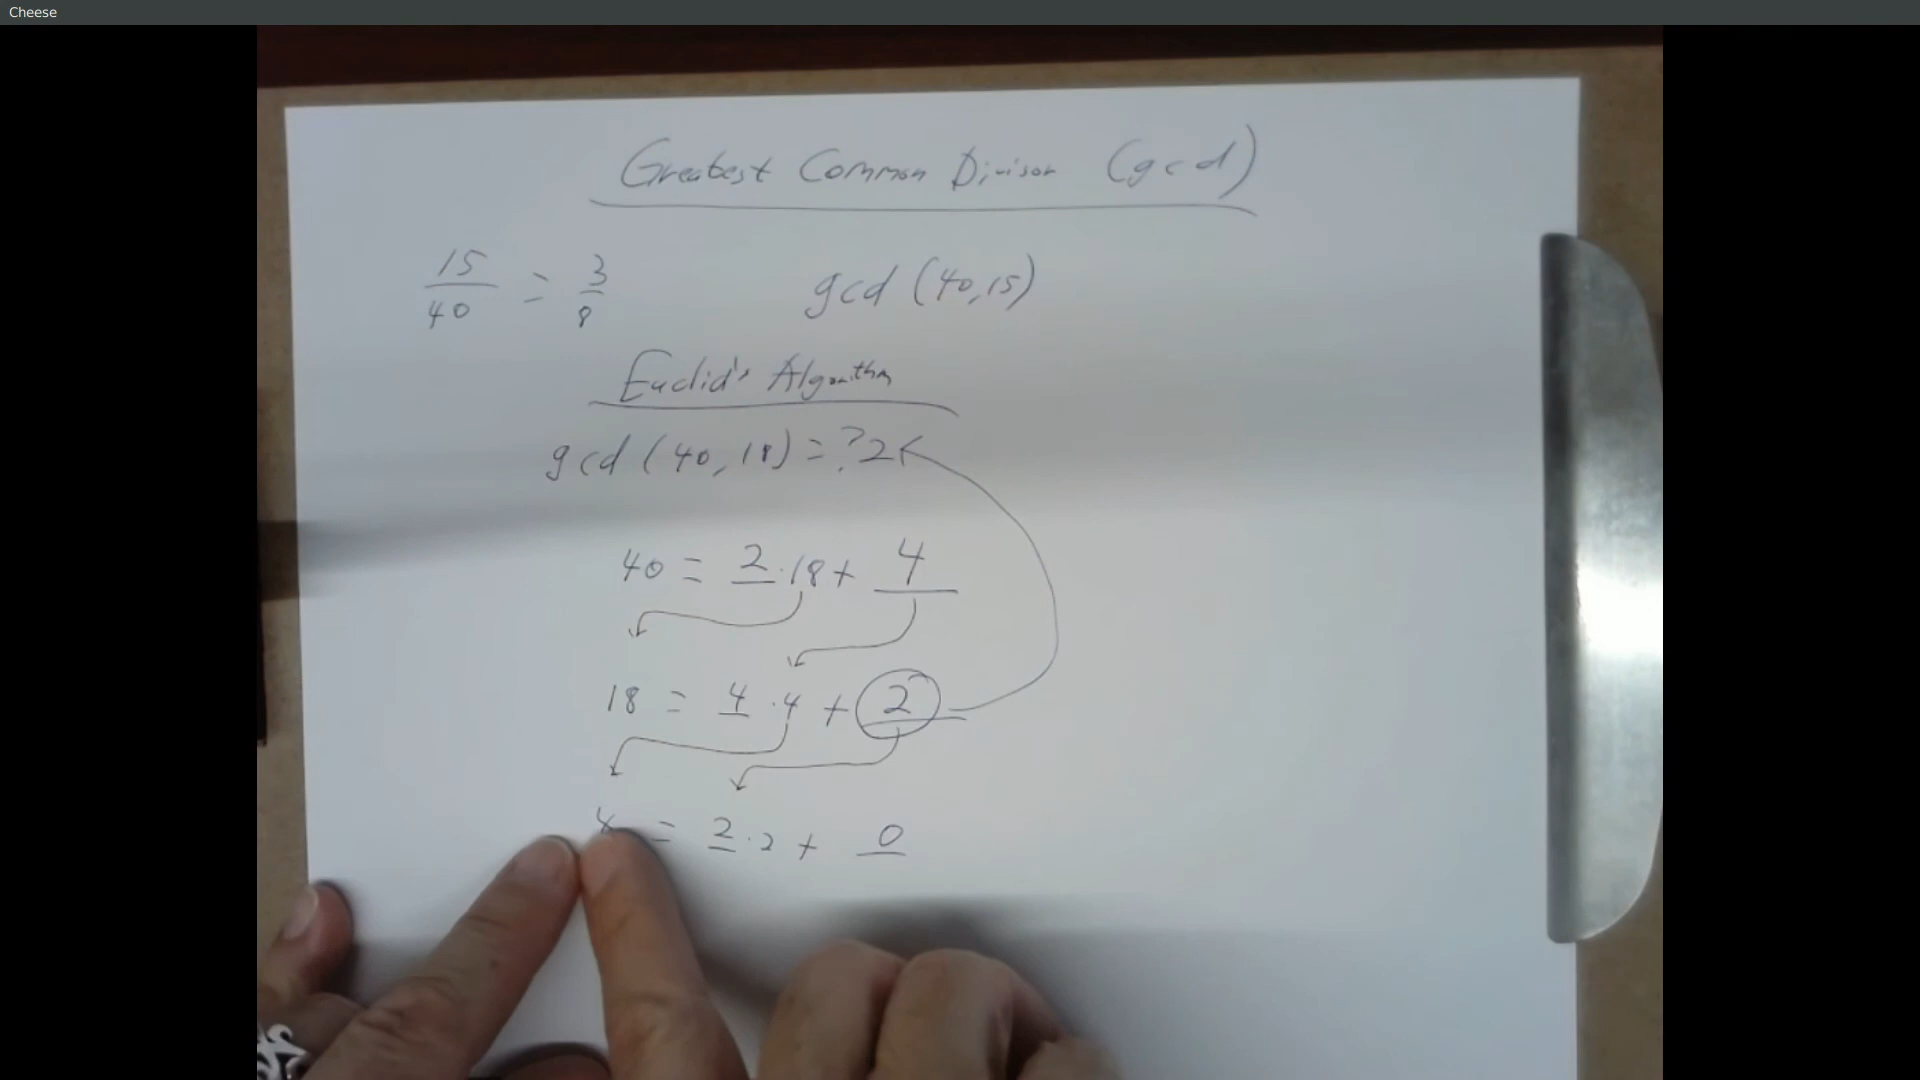 Cheese
Greatest Common Divisor (gcd)
15/40 = 3/8
gcd (40,15)
Euclid's Algorithm
gcd (40, 18) = ? 2
40 = 2 · 18 + 4
18 = 4 · 4 + 2
4 = 2 · 2 + 0